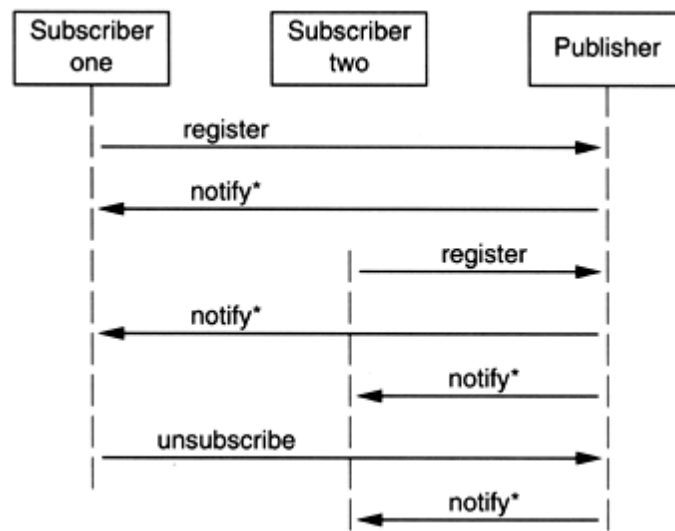 Subscriber
one
Subscriber
two
Publisher
register
notify*
register
notify*
notify*
unsubscribe
notify*